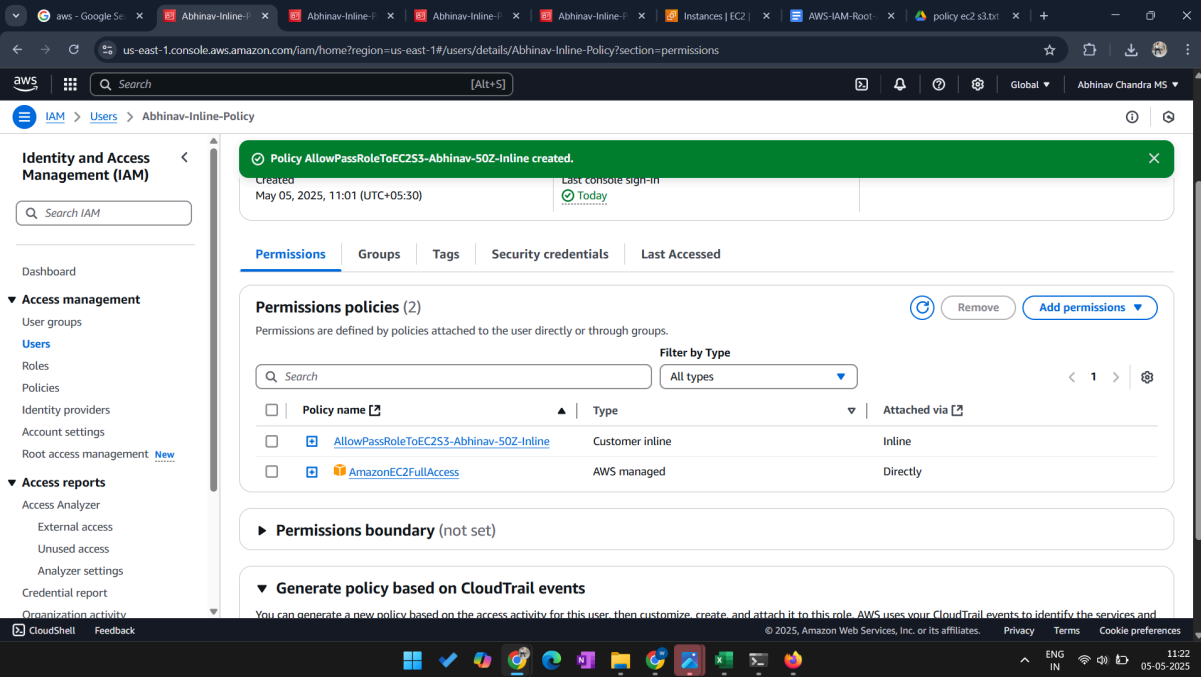 aws - Google Se
Abhinav-Inline-P
Abhinav-Inline-P
Abhinav-Inline-P
Abhinav-Inline-P
Instances | EC2 |
AWS-IAM-Root-
policy ec2 s3.txt
us-east-1.console.aws.amazon.com/iam/home?region=us-east-1#/users/details/Abhinav-Inline-Policy?section=permissions
aws
Search
[Alt+S]
Global
Abhinav Chandra MS
IAM > Users > Abhinav-Inline-Policy
Identity and Access
Management (IAM)
Search IAM
Dashboard
Access management
User groups
Users
Roles
Policies
Identity providers
Account settings
Root access management New
Access reports
Access Analyzer
External access
Unused access
Analyzer settings
Credential report
Organization activity
Policy AllowPassRoleToEC2S3-Abhinav-50Z-Inline created.
Created
May 05, 2025, 11:01 (UTC+05:30)
Last console sign-in
Today
Permissions
Groups
Tags
Security credentials
Last Accessed
Permissions policies (2)
Permissions are defined by policies attached to the user directly or through groups.
Remove
Add permissions
Filter by Type
Search
All types
1
Policy name
Type
Attached via
AllowPassRoleToEC2S3-Abhinav-50Z-Inline
Customer inline
Inline
AmazonEC2FullAccess
AWS managed
Directly
Permissions boundary (not set)
Generate policy based on CloudTrail events
You can generate a new policy based on the access activity for this user, then customize, create, and attach it to this role. AWS uses your CloudTrail events to identify the services and
CloudShell
Feedback
© 2025, Amazon Web Services, Inc. or its affiliates.
Privacy
Terms
Cookie preferences
ENG
IN
11:22
05-05-2025